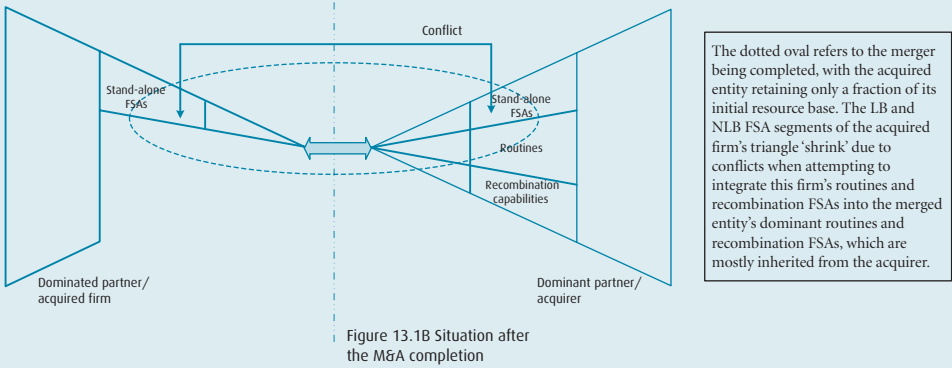 Conflict
Stand-alone
FSAs
Stand-alone
FSAs
Routines
Recombination
capabilities
Dominated partner/
acquired firm
Dominant partner/
acquirer
Figure 13.1B Situation after
the M&A completion
The dotted oval refers to the merger
being completed, with the acquired
entity retaining only a fraction of its
initial resource base. The LB and
NLB FSA segments of the acquired
firm's triangle ‘shrink’ due to
conflicts when attempting to
integrate this firm's routines and
recombination FSAs into the merged
entity's dominant routines and
recombination FSAs, which are
mostly inherited from the acquirer.